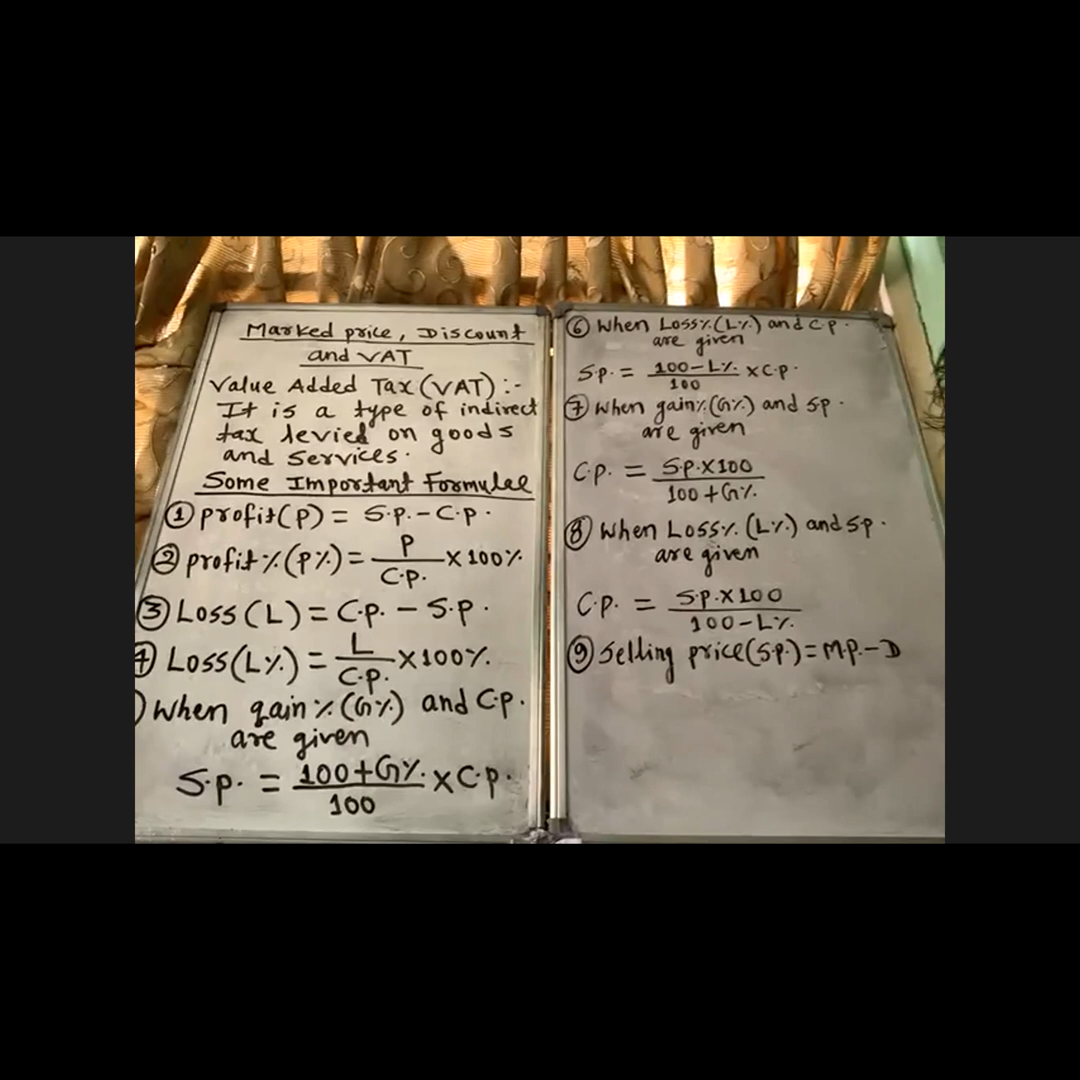 Marked price, Discount
and VAT
Value Added Tax (VAT) :-
It is a type of indirect
tax levied on goods
and services.
Some Important Formulae
① profit(P) = S.P. - C.P.
② profit%(P%) = P/C.P. × 100%
③ Loss(L) = C.P. - S.P.
④ Loss(L%) = L/C.P. × 100%
) When gain%(G%) and C.P.
are given
S.P. = 100+G%/100 × C.P.
⑥ When Loss%(L%) and C.P.
are given
S.P. = 100-L%/100 × C.P.
⑦ When gain%(G%) and S.P.
are given
C.P. = S.P.×100/100+G%
⑧ When Loss%(L%) and S.P.
are given
C.P. = S.P.×100/100-L%
⑨ Selling price(S.P.) = M.P. - D